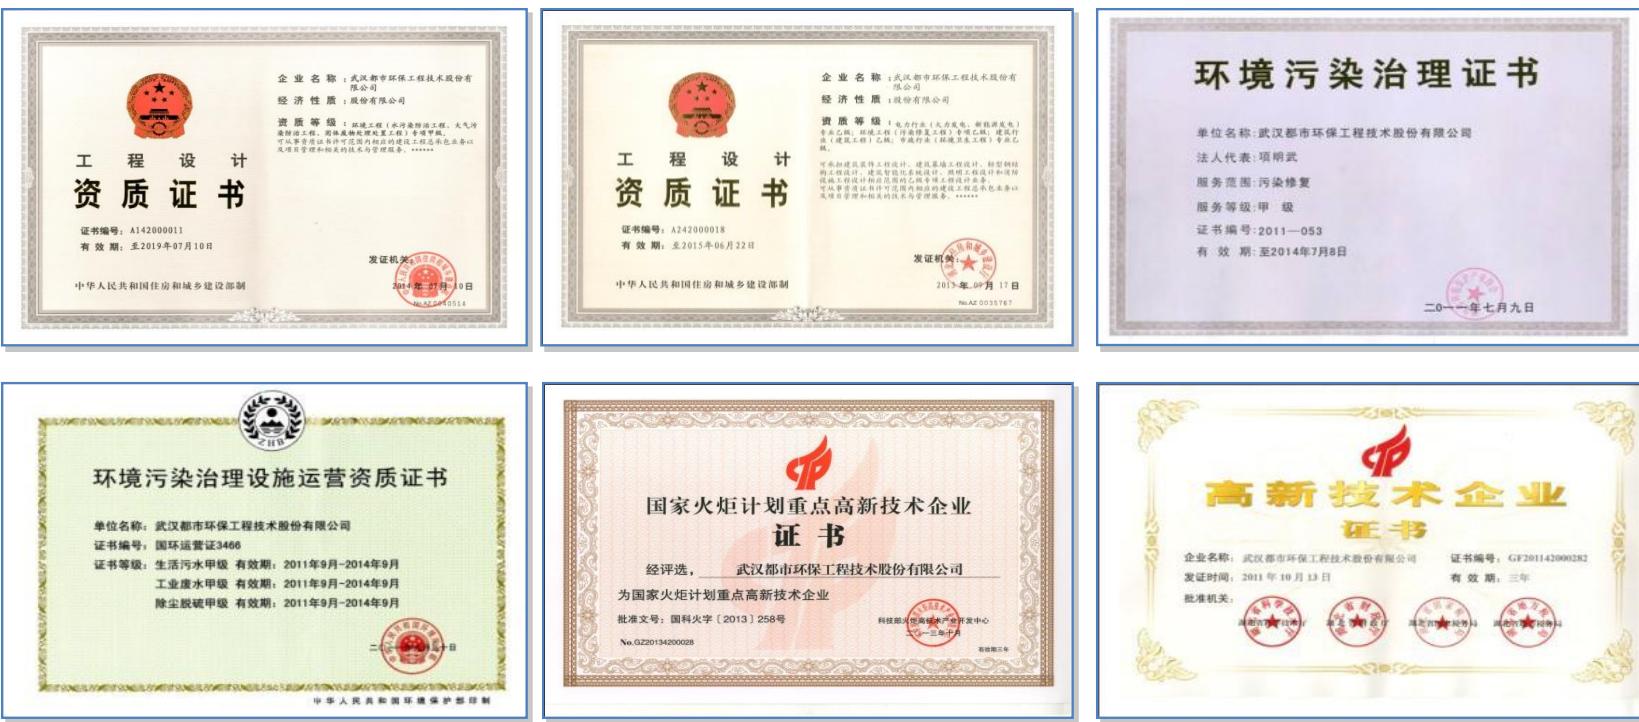 工程设计
资质证书
证书编号：A142000011
有效期：至2019年07月10日
中华人民共和国住房和城乡建设部制
企业名称：武汉都市环保工程技术股份有
限公司
经济性质：股份有限公司
资质等级：环境工程（水污染防治工程、大气污
染防治工程、固体废物处理处置工程）专项甲级。
可从事资质证书许可范围内相应的建设工程总承包业务以
及项目管理和相关的技术与管理服务。******
发证机关：
2014年07月10日
No.AZ 0040514
工程设计
资质证书
证书编号：A242000018
有效期：至2015年06月22日
中华人民共和国住房和城乡建设部制
企业名称：武汉都市环保工程技术股份有
限公司
经济性质：股份有限公司
资质等级：电力行业（火力发电、新能源发电）
专业乙级；环境工程（污染修复工程）专项乙级；建筑行
业（建筑工程）乙级；市政行业（环境卫生工程）专业乙
级。
可承担建筑装饰工程设计、建筑幕墙工程设计、轻型钢结
构工程设计、建筑智能化系统设计、照明工程设计和消防
设施工程设计相应范围的乙级专项工程设计业务。
可从事资质证书许可范围内相应的建设工程总承包业务以
及项目管理和相关的技术与管理服务。******
发证机关：
2013年09月17日
No.AZ 0035767
环境污染治理证书
单位名称:武汉都市环保工程技术股份有限公司
法人代表:项明武
服务范围:污染修复
服务等级:甲 级
证书编号:2011—053
有 效 期:至2014年7月8日
二0一一年七月九日
ZHB
环境污染治理设施运营资质证书
单位名称：武汉都市环保工程技术股份有限公司
证书编号：国环运营证3466
证书等级：生活污水甲级 有效期：2011年9月-2014年9月
工业废水甲级 有效期：2011年9月-2014年9月
除尘脱硫甲级 有效期：2011年9月-2014年9月
中华人民共和国环境保护部印制
国家火炬计划重点高新技术企业
证书
经评选，武汉都市环保工程技术股份有限公司
为国家火炬计划重点高新技术企业
批准文号：国科火字〔2013〕258号
No.GZ20134200028
科技部火炬高技术产业开发中心
二〇一三年十月
有效期三年
高新技术企业
证书
企业名称：武汉都市环保工程技术股份有限公司
证书编号：GF201142000282
发证时间：2011年10月13日
有效期：三年
批准机关：